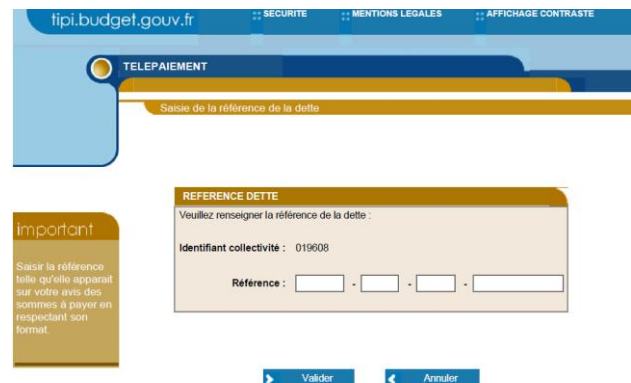 tipi.budget.gouv.fr
:: SECURITE :: MENTIONS LEGALES :: AFFICHAGE CONTRASTE
TELEPAIEMENT
Saisie de la référence de la dette
REFERENCE DETTE
Veuillez renseigner la référence de la dette :
Identifiant collectivité : 019608
Référence : - - -
important
Saisir la référence
telle qu'elle apparait
sur votre avis des
sommes à payer en
respectant son
format.
Valider Annuler